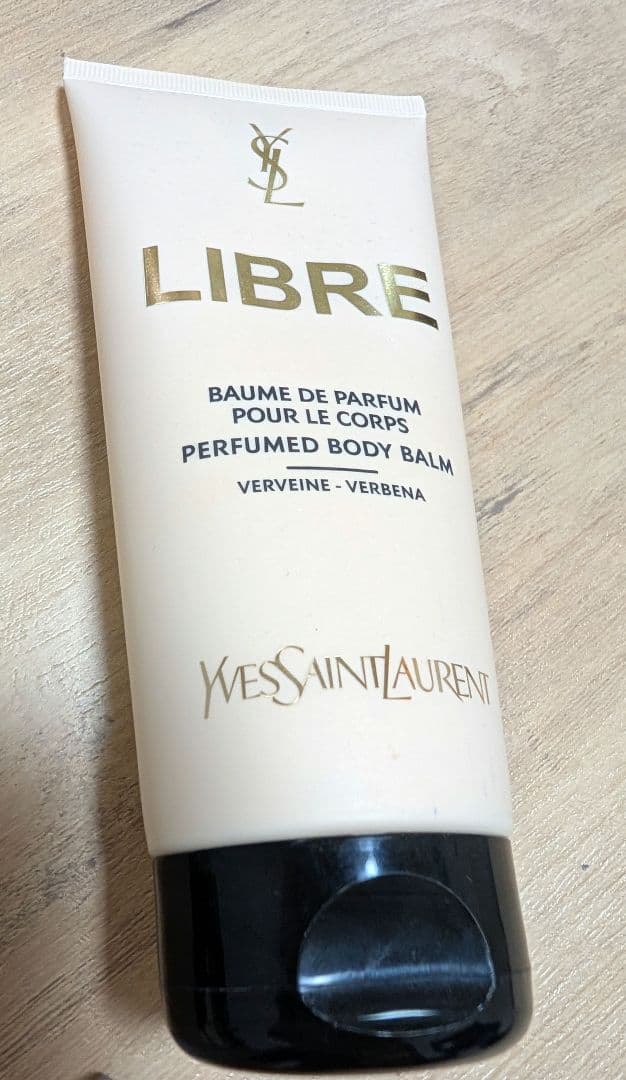 YSL
LIBRE
BAUME DE PARFUM
POUR LE CORPS
PERFUMED BODY BALM
VERVEINE - VERBENA
YVESSAINTLAURENT